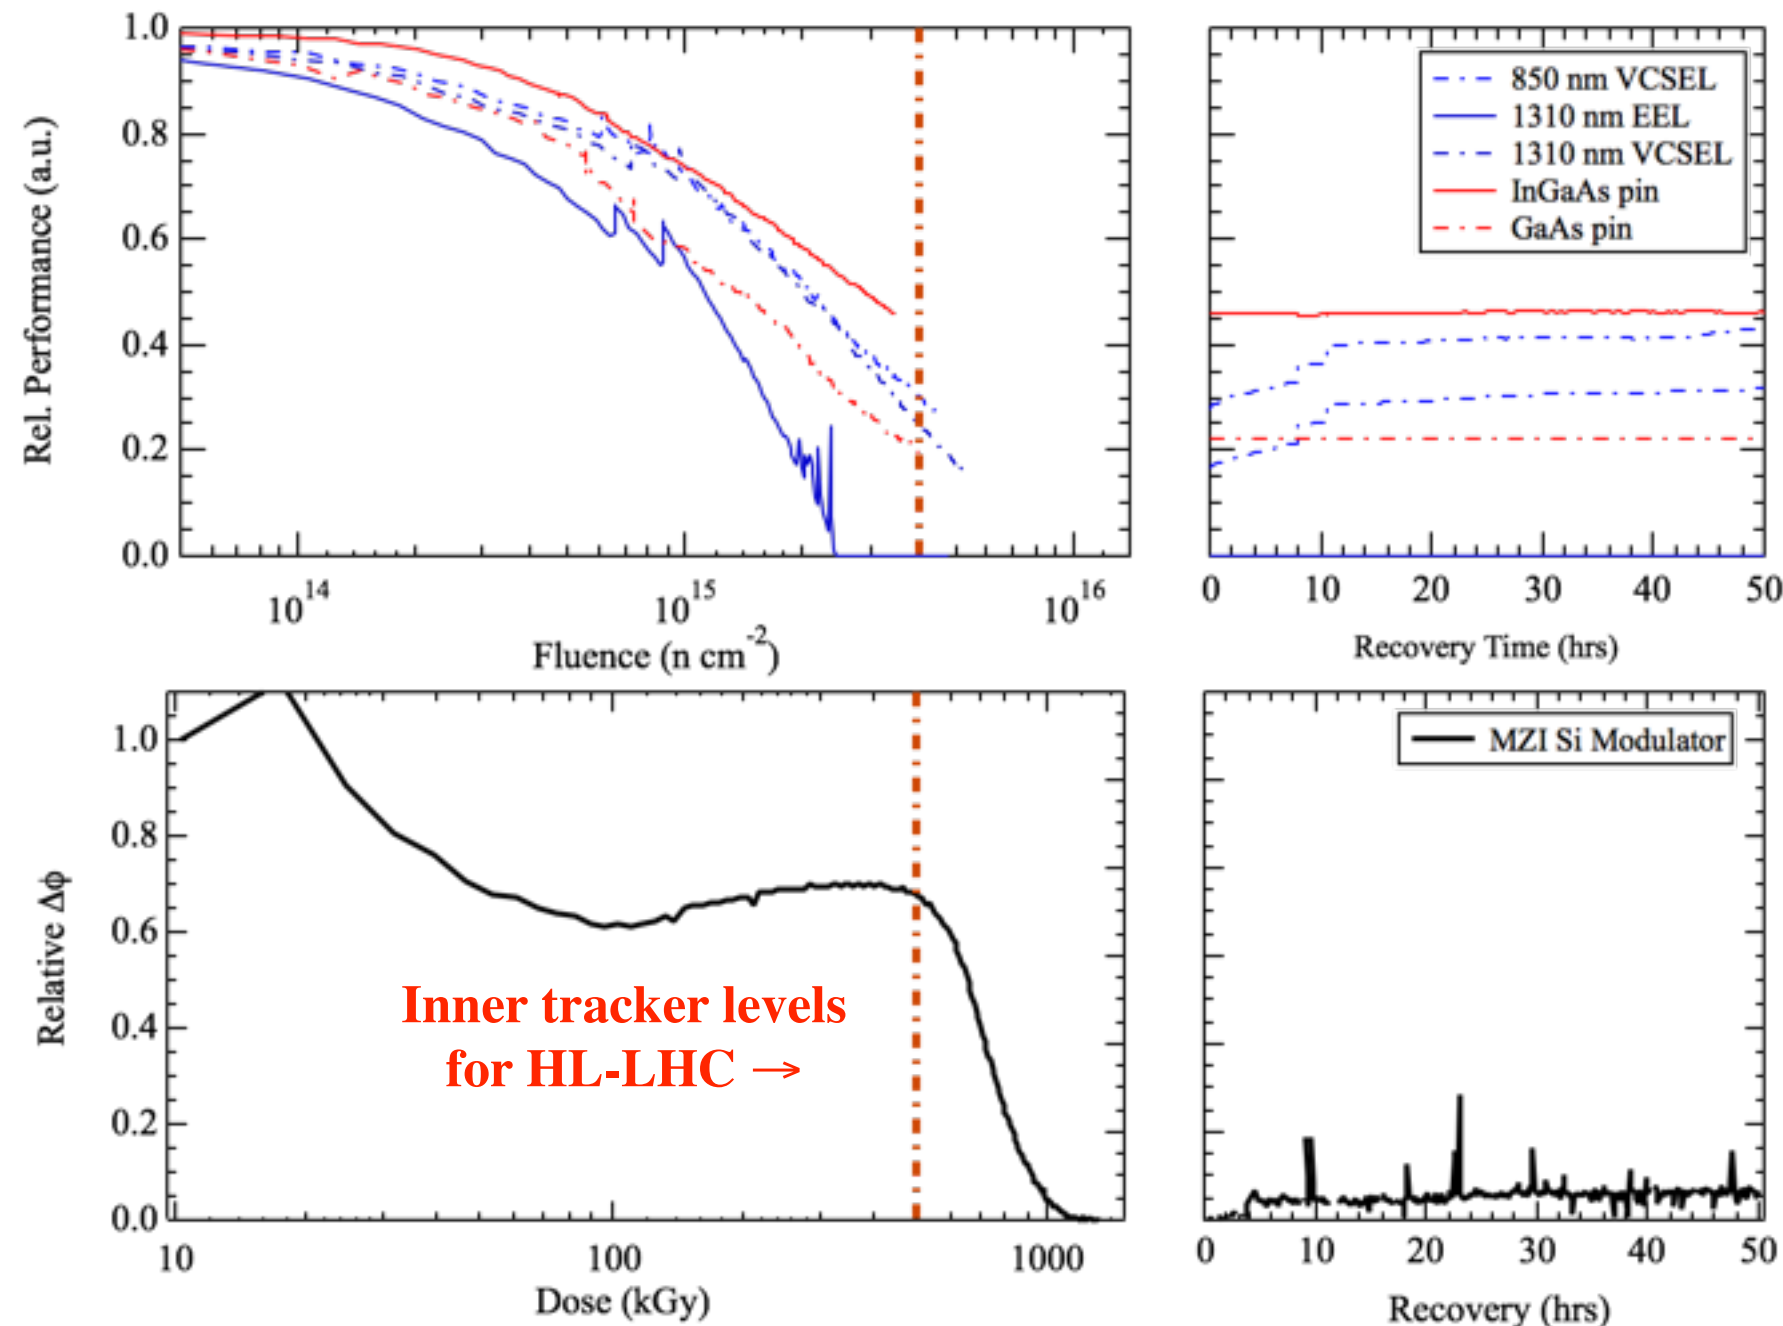 1.0
0.8
0.6
0.4
0.2
0.0
Rel. Performance (a.u.)
10^14
10^15
10^16
Fluence (n cm^-2)
850 nm VCSEL
1310 nm EEL
1310 nm VCSEL
InGaAs pin
GaAs pin
0 10 20 30 40 50
Recovery Time (hrs)
1.0
0.8
0.6
0.4
0.2
0.0
Relative Δϕ
Inner tracker levels
for HL-LHC →
10 100 1000
Dose (kGy)
MZI Si Modulator
0 10 20 30 40 50
Recovery (hrs)